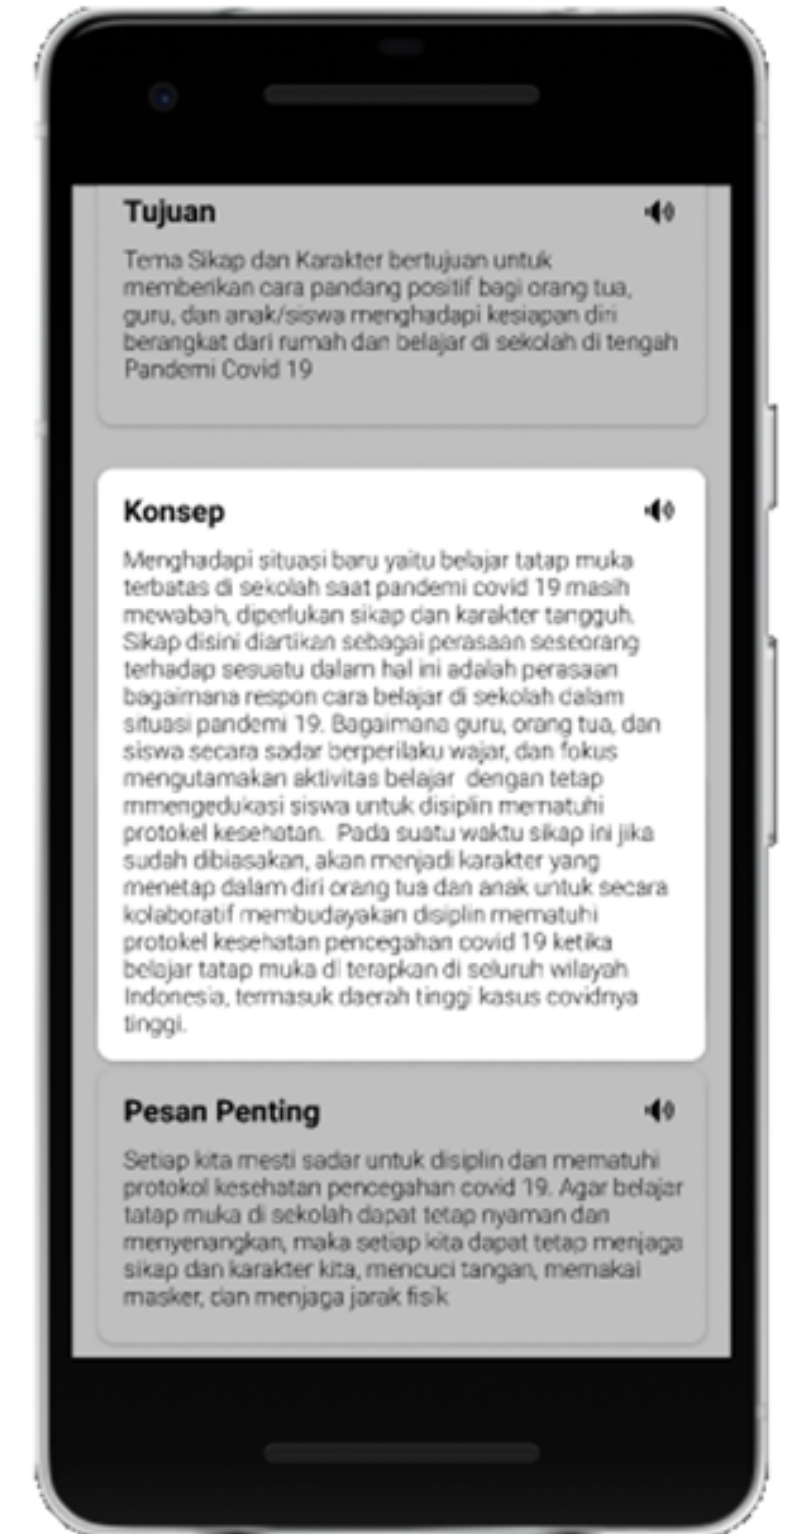 Tujuan
Tema Sikap dan Karakter bertujuan untuk
memberikan cara pandang positif bagi orang tua,
guru, dan anak/siswa menghadapi kesiapan diri
berangkat dari rumah dan belajar di sekolah di tengah
Pandemi Covid 19
Konsep
Menghadapi situasi baru yaitu belajar tatap muka
terbatas di sekolah saat pandemi covid 19 masih
mewabah, diperlukan sikap dan karakter tangguh.
Sikap disini diartikan sebagai perasaan seseorang
terhadap sesuatu dalam hal ini adalah perasaan
bagaimana respon cara belajar di sekolah dalam
situasi pandemi 19. Bagaimana guru, orang tua, dan
siswa secara sadar berperilaku wajar, dan fokus
mengutamakan aktivitas belajar dengan tetap
mmengedukasi siswa untuk disiplin mematuhi
protokel kesehatan. Pada suatu waktu sikap ini jika
sudah dibiasakan, akan menjadi karakter yang
menetap dalam diri orang tua dan anak untuk secara
kolaboratif membudayakan disiplin mematuhi
protokel kesehatan pencegahan covid 19 ketika
belajar tatap muka di terapkan di seluruh wilayah
Indonesia, termasuk daerah tinggi kasus covidnya
tinggi.
Pesan Penting
Setiap kita mesti sadar untuk disiplin dan mematuhi
protokol kesehatan pencegahan covid 19. Agar belajar
tatap muka di sekolah dapat tetap nyaman dan
menyenangkan, maka setiap kita dapat tetap menjaga
sikap dan karakter kita, mencuci tangan, memakai
masker, dan menjaga jarak fisik